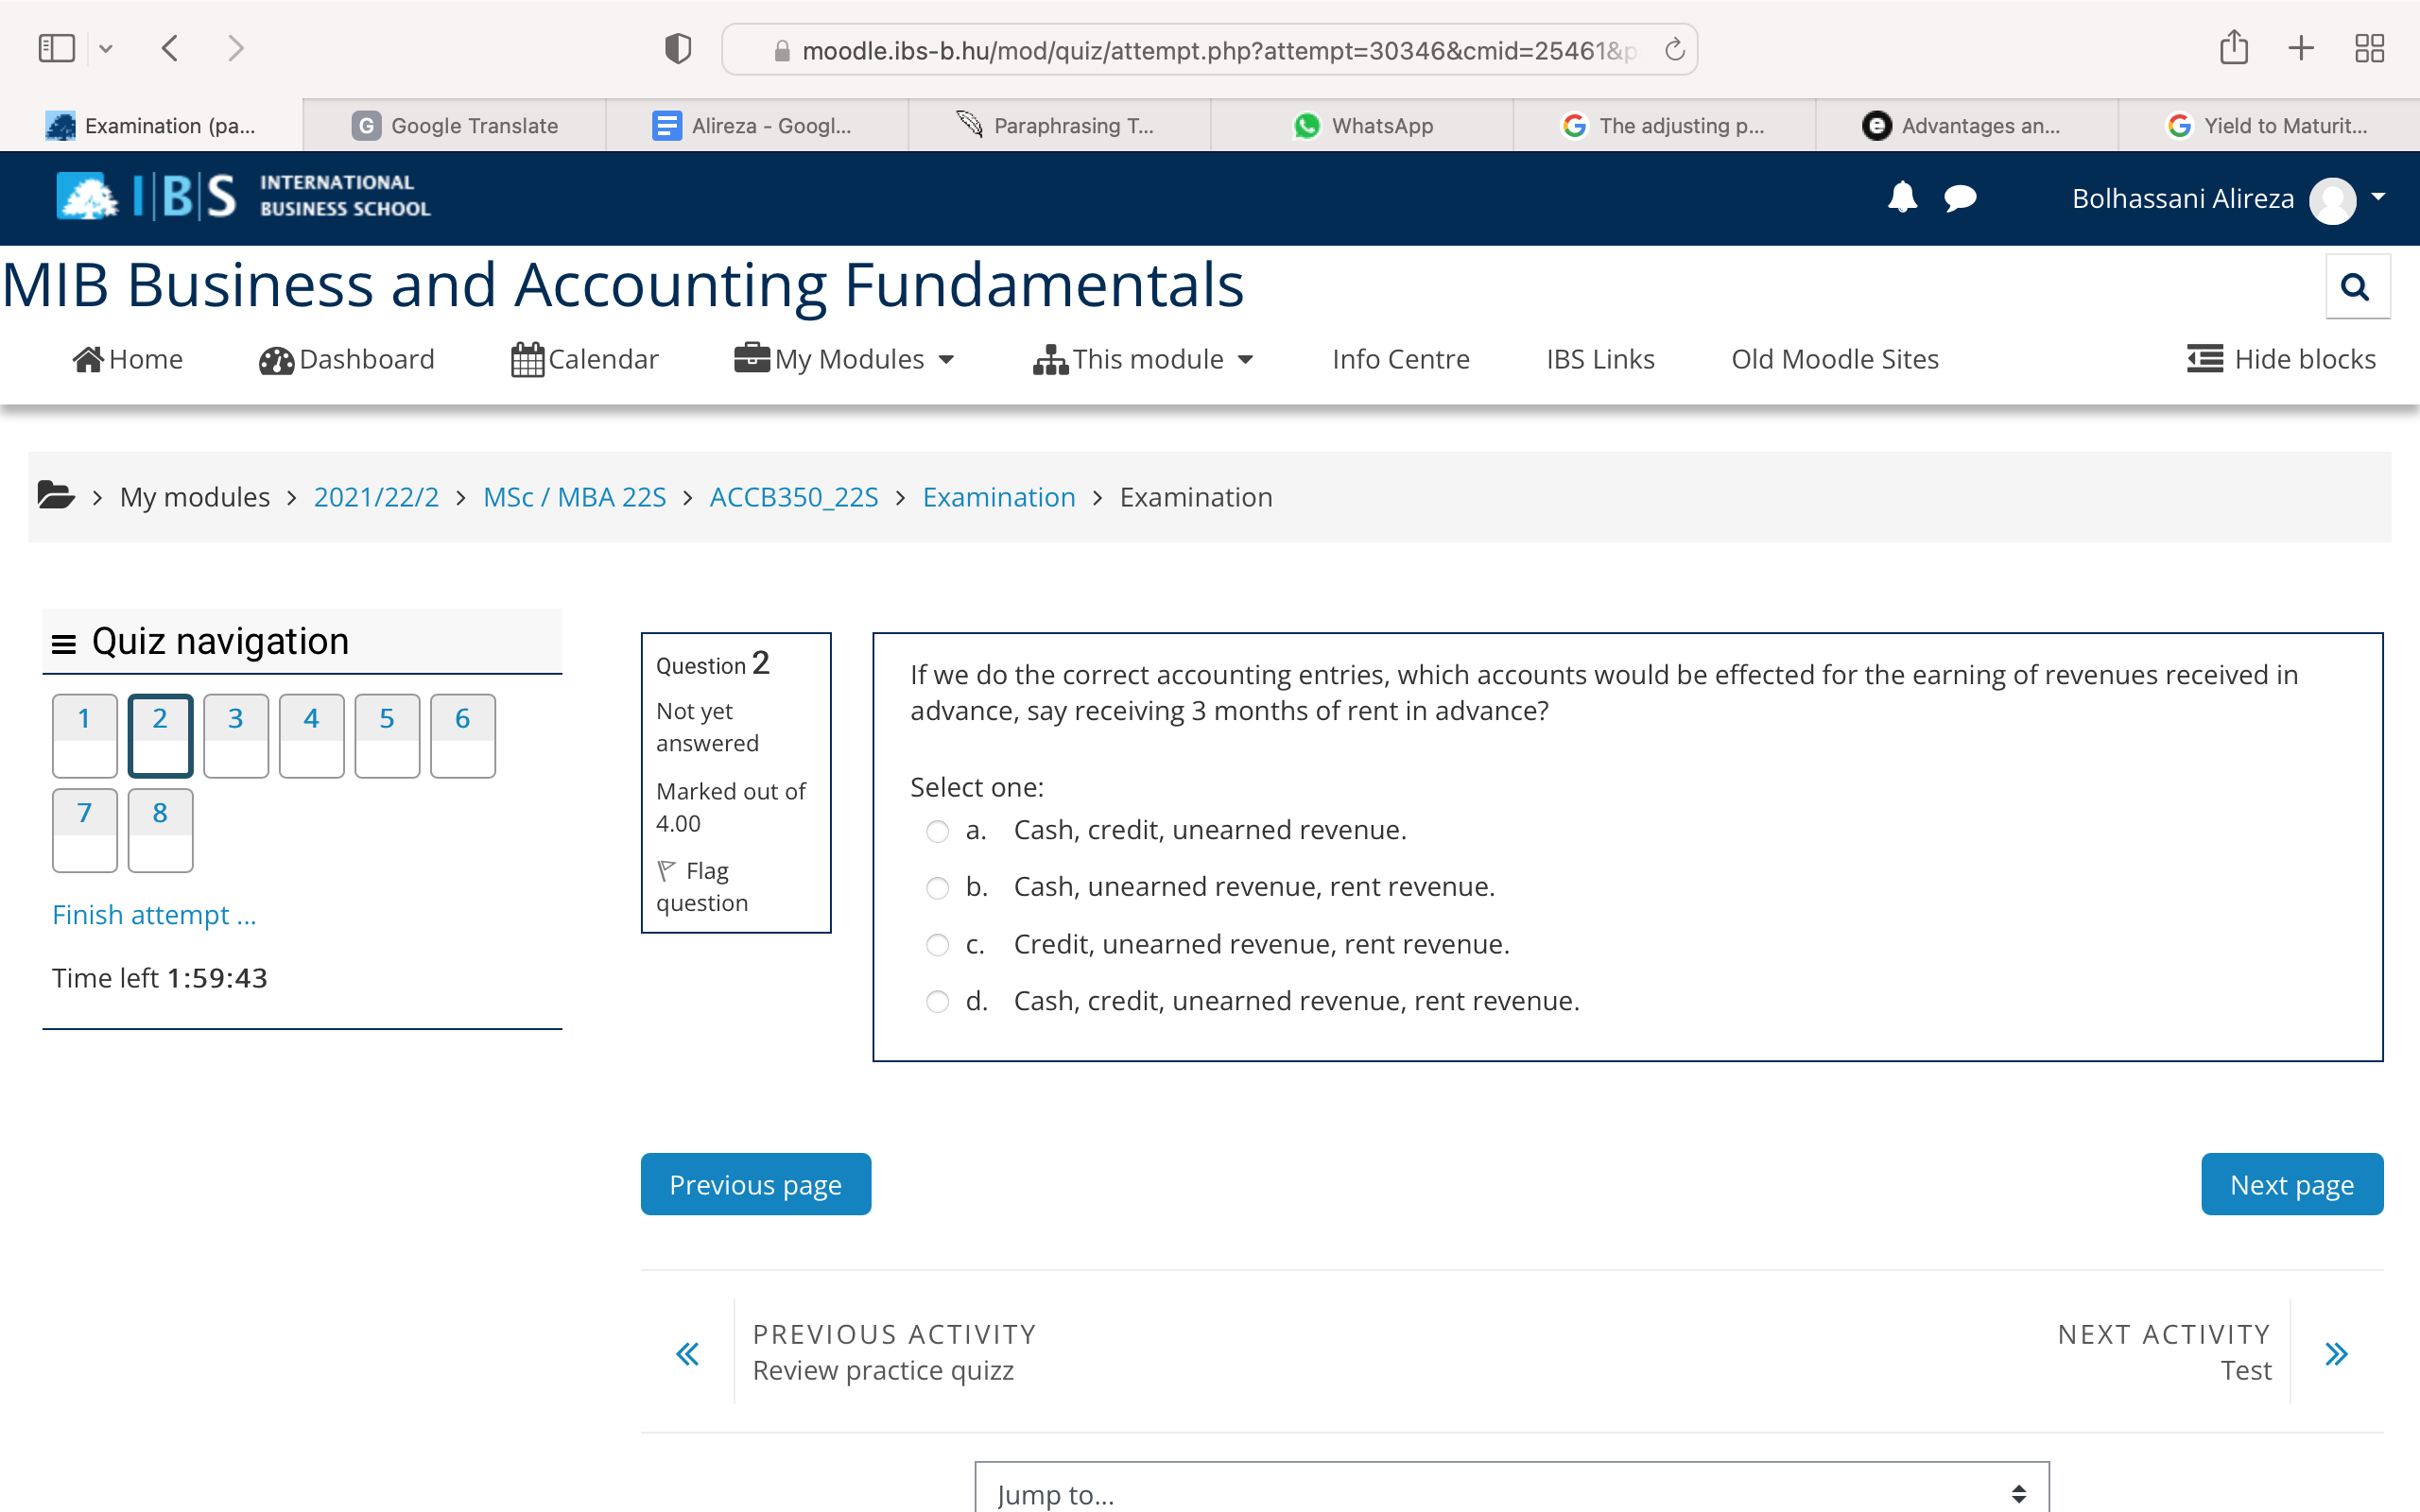 moodle.ibs-b.hu/mod/quiz/attempt.php?attempt=30346&cmid=25461&p
Examination (pa...
G Google Translate
Alireza - Googl...
Paraphrasing T...
WhatsApp
The adjusting p...
Advantages an...
Yield to Maturit...
IBS INTERNATIONAL
BUSINESS SCHOOL
Bolhassani Alireza
MIB Business and Accounting Fundamentals
Home Dashboard Calendar My Modules This module Info Centre IBS Links Old Moodle Sites Hide blocks
> My modules > 2021/22/2 > MSc / MBA 22S > ACCB350_22S > Examination > Examination
Quiz navigation
1 2 3 4 5 6
7 8
Finish attempt ...
Time left 1:59:43
Question 2
Not yet
answered
Marked out of
4.00
Flag
question
If we do the correct accounting entries, which accounts would be effected for the earning of revenues received in
advance, say receiving 3 months of rent in advance?
Select one:
a. Cash, credit, unearned revenue.
b. Cash, unearned revenue, rent revenue.
c. Credit, unearned revenue, rent revenue.
d. Cash, credit, unearned revenue, rent revenue.
Previous page
Next page
PREVIOUS ACTIVITY
Review practice quizz
NEXT ACTIVITY
Test
Jump to...